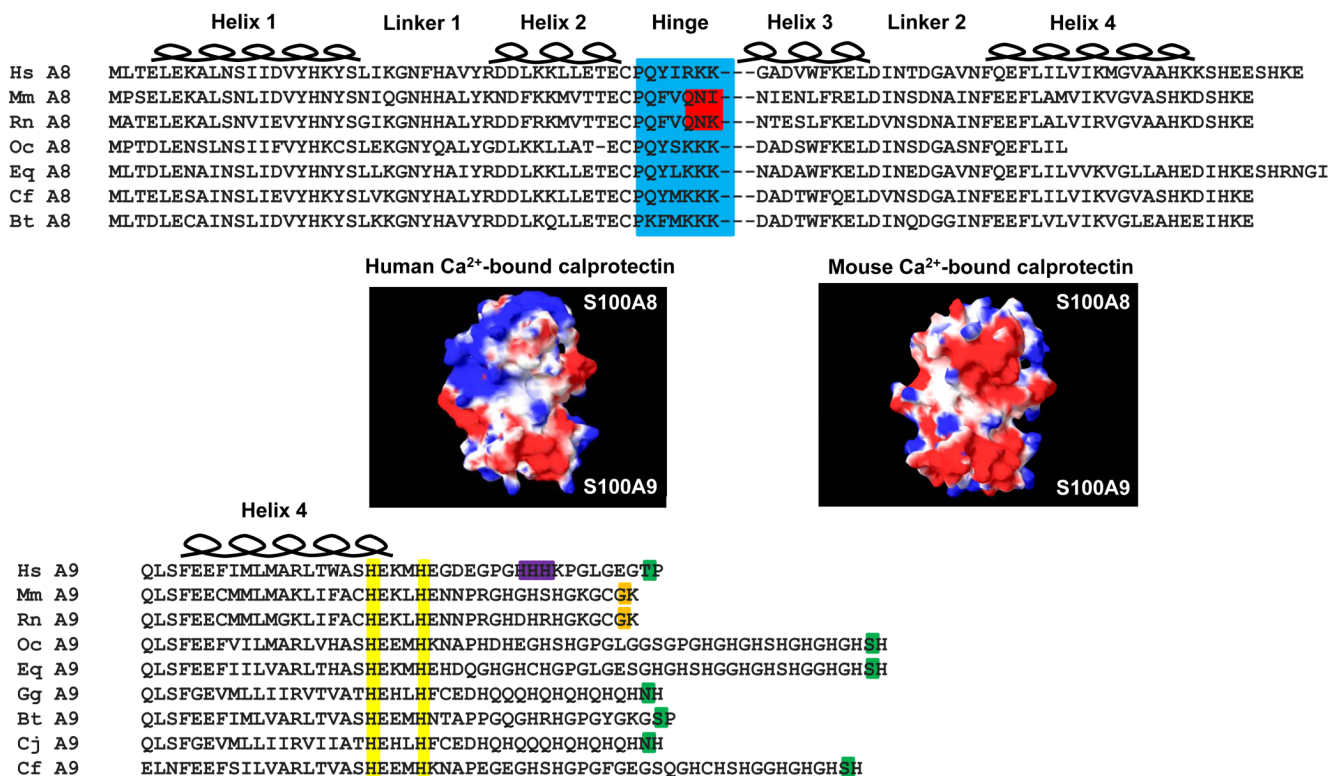 Helix 1 Linker 1 Helix 2 Hinge Helix 3 Linker 2 Helix 4
Hs A8 MLTELEKALNSIIDVYHKYSLIKGNFHAVYRDDLKKLLETECPQYIRKK---GADVWFKELDINTDGAVNFQEFLILVIKMGVAAHKKSHEESHKE
Mm A8 MPSELEKALSNLIDVYHNYSNIQGNHHALYKNDFKKMVTTECPQFVQNI---NIENLFRELDINSDNAINFEEFLAMVIKVGVASHKDSHKE
Rn A8 MATELEKALSNVIEVYHNYSGIKGNHHALYRDDFRKMVTTECPQFVQNK---NTESLFKELDVNSDNAINFEEFLALVIRVGVAAHKDSHKE
Oc A8 MPTDLENSLNSIIFVYHKCSLEKGNYQALYGDLKKLLAT-ECPQYSKKK---DADSWFKELDINSDGASNFQEFLIL
Eq A8 MLTDLENAINSLIDVYHNYSLIKGNYHAIYRDDLKKLLETECPQYLKKK---NADAWFKELDINEDGAVNFEEFLILVVKVGLLAHEDIHKESHRNGI
Cf A8 MLTELESAINSLIEVYHKYSLVKGNYHALYRDDLKKLLETECPQYMKKK---NADTWFQELDVNSDGAINFEEFLILVIKVGVASHKDIHKE
Bt A8 MLTDLECAINSLIDVYHKYSLKKGNYHAVYRDDLKQLLETECPKFMKKK---DADTWFKELDINQDGGINFEEFLVLVIKVGLEAHEEIHKE
Human Ca²⁺-bound calprotectin Mouse Ca²⁺-bound calprotectin
S100A8 S100A8
S100A9 S100A9
Helix 4
Hs A9 QLSFEEFIMLMARLTWASHEKMHEGDEGPGHHHKPGLGEGTP
Mm A9 QLSFEECMMLMAKLIFACHEKLHENNPRGHGHSHGKGCGK
Rn A9 QLSFEECMMLMGKLIFACHEKLHENNPRGHDHRHGKGCGK
Oc A9 QLSFEEFVILMARLVHASHEEMHKNAPHDHEGHSHGPGLGGSGPGHGHGHSHGHGHGHSH
Eq A9 QLSFEEFIILVARLTHASHEKMHEHDQGHGHCHGPGLGESGHGHSHGGHGHSHGGHGHSH
Gg A9 QLSFGEVMLLIIRVTVATHEHLHFCEDHQQQHQHQHQHQHNH
Bt A9 QLSFEEFIMLVARLTVASHEEMHNTAPPGQGHRHGPGYGKGSP
Cj A9 QLSFGEVMLLIIRVIIATHEHLHFCEDHQHQQQHQHQHQHNH
Cf A9 ELNFEEFSILVARLTVASHEEMHKNAPEGEGHSHGPGFGEGSQGHCHSHGGHGHGHSH